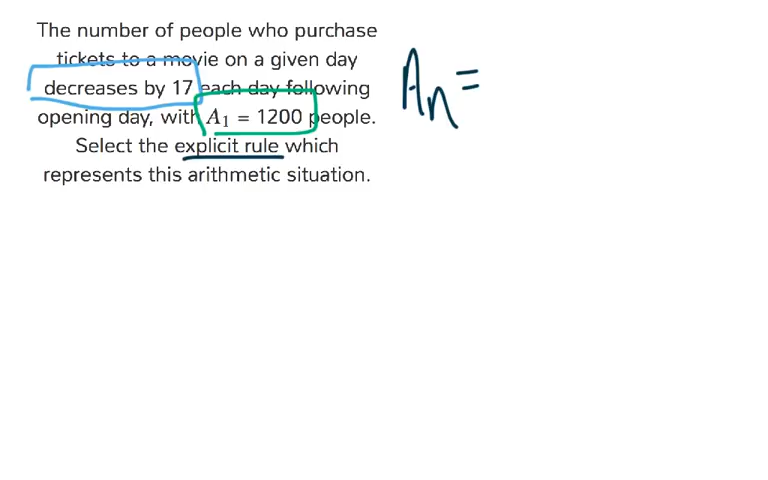 The number of people who purchase
tickets to a movie on a given day
decreases by 17 each day following
opening day, with A₁ = 1200 people.
Select the explicit rule which
represents this arithmetic situation.
Aₙ =